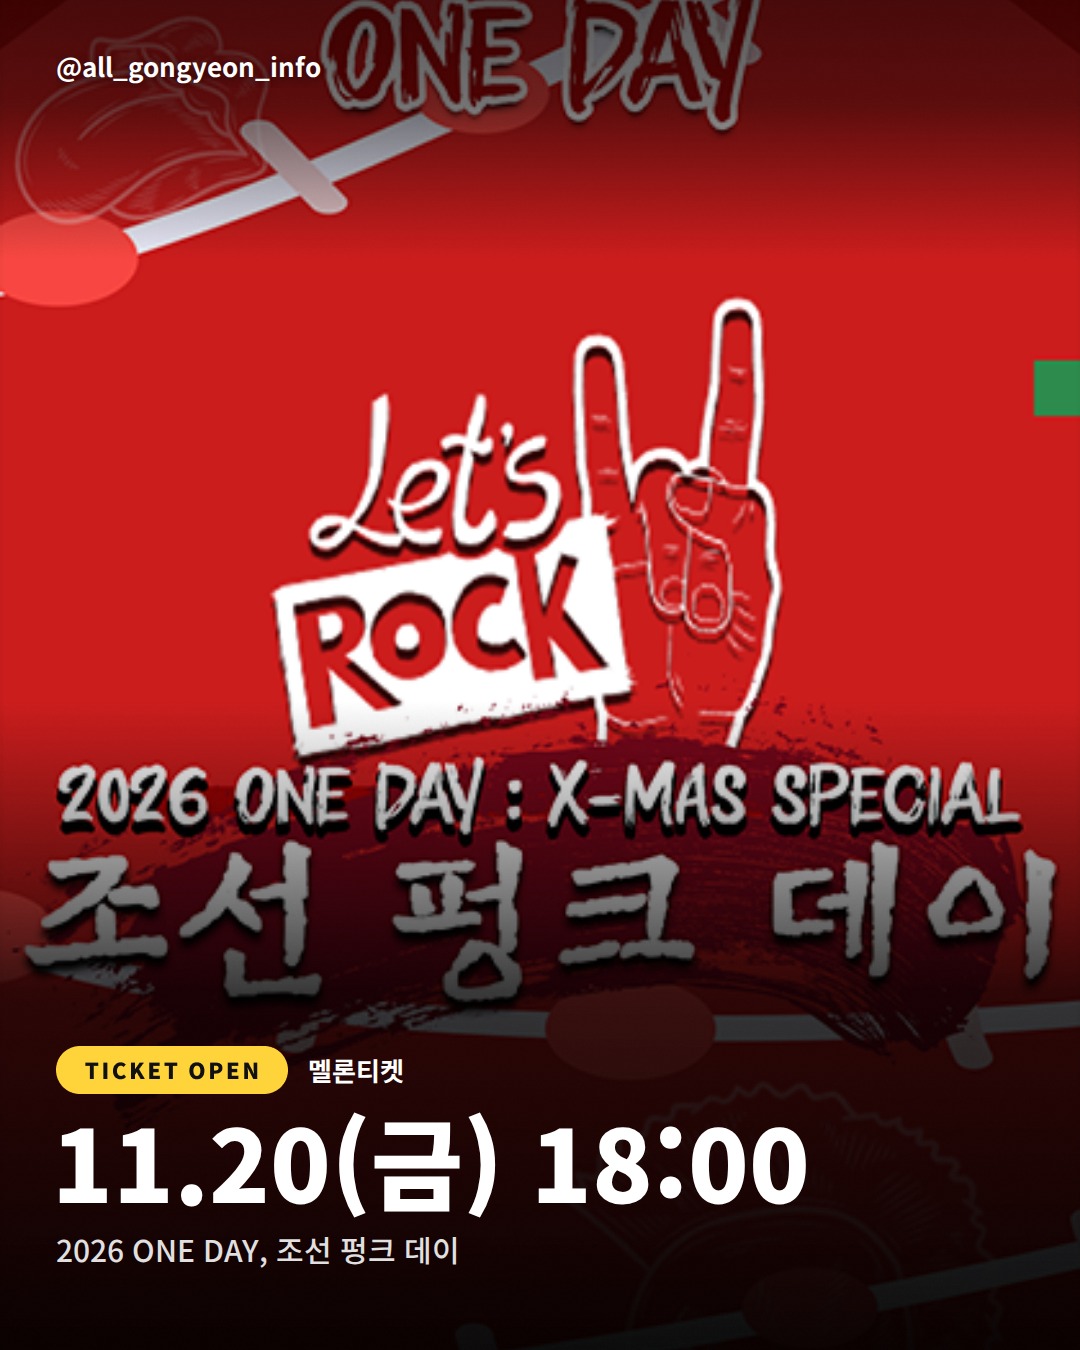 ONE DAY
@all_gongyeon_info
Let's
ROCK
2026 ONE DAY : X-MAS SPECIAL
조선 펑크 데이
TICKET OPEN 멜론티켓
11.20(금) 18:00
2026 ONE DAY, 조선 펑크 데이